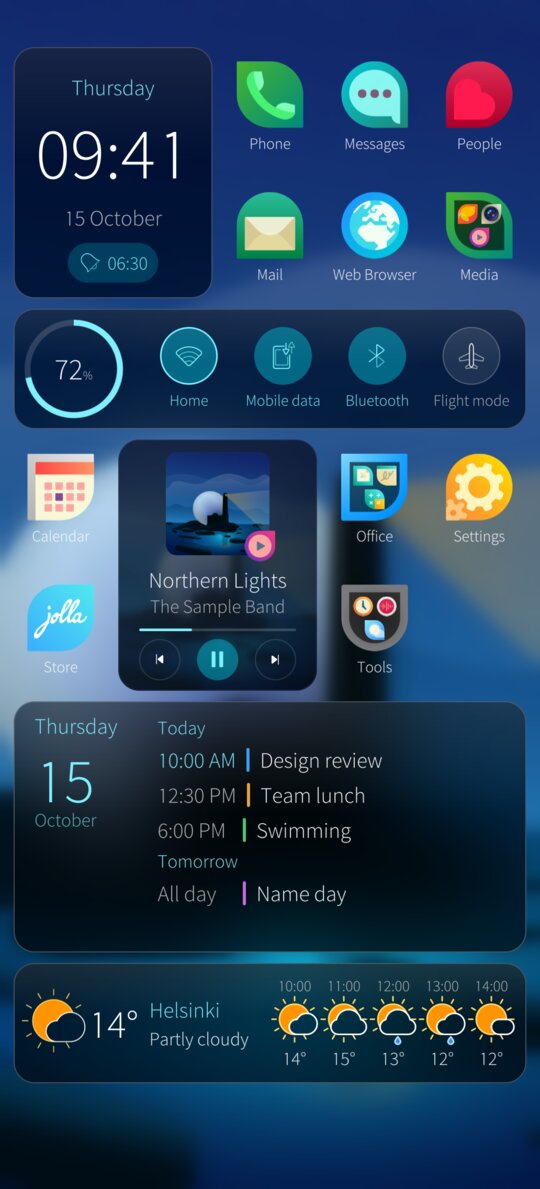 Thursday
09:41
15 October
06:30
Phone
Messages
People
Mail
Web Browser
Media
72%
Home
Mobile data
Bluetooth
Flight mode
Calendar
Northern Lights
The Sample Band
Office
Settings
jolla
Store
Tools
Thursday
15
October
Today
10:00 AM Design review
12:30 PM Team lunch
6:00 PM Swimming
Tomorrow
All day Name day
14°
Helsinki
Partly cloudy
10:00 11:00 12:00 13:00 14:00
14° 15° 13° 12° 12°